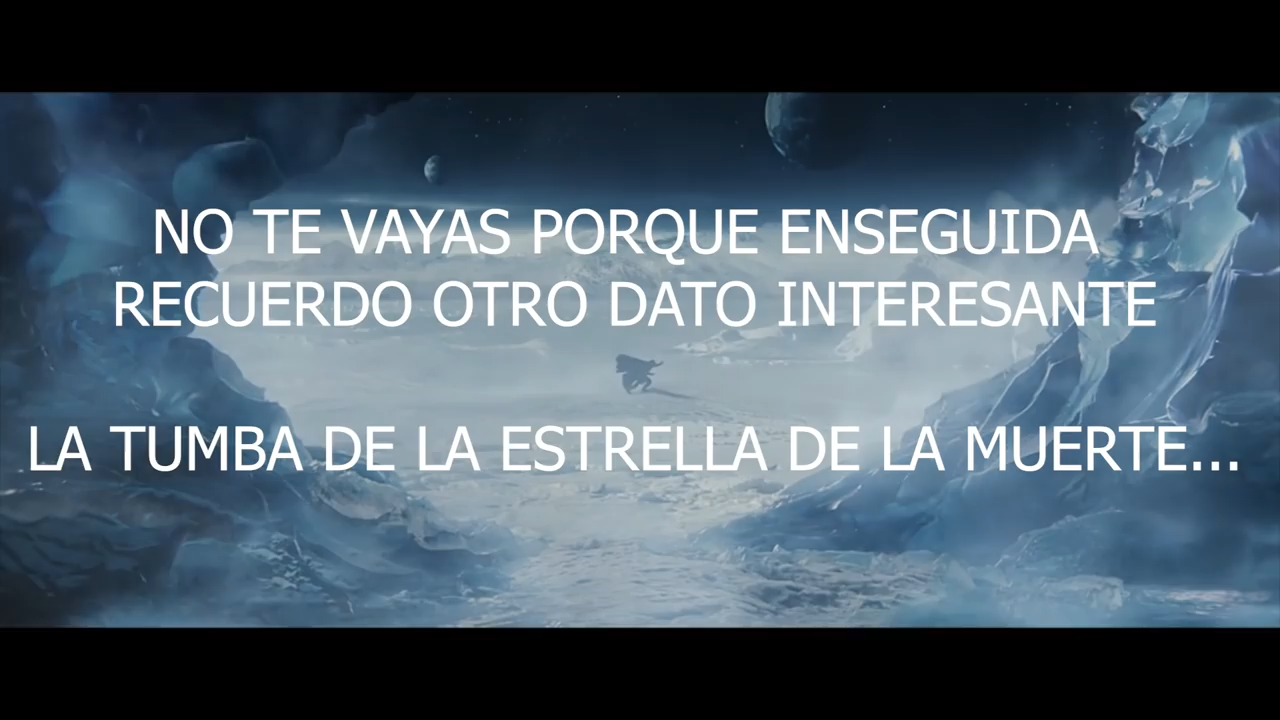 NO TE VAYAS PORQUE ENSEGUIDA
RECUERDO OTRO DATO INTERESANTE
LA TUMBA DE LA ESTRELLA DE LA MUERTE...